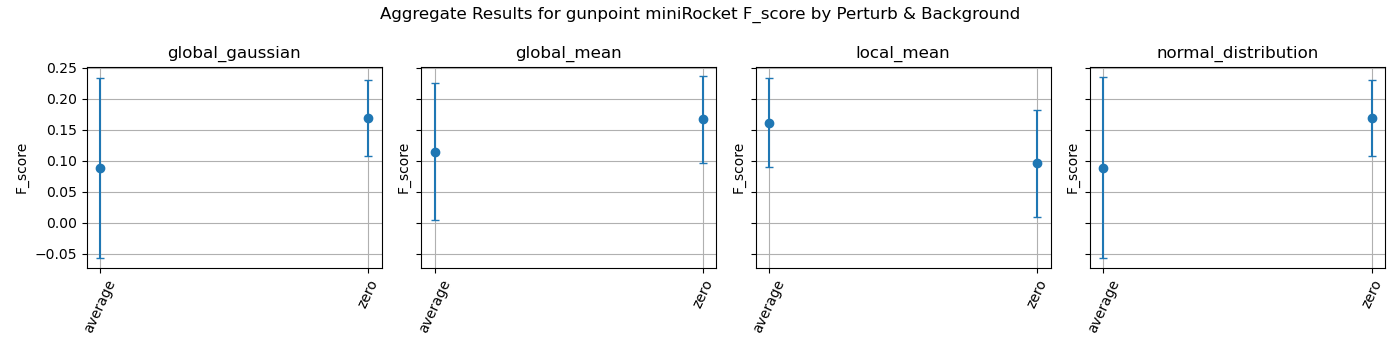 Aggregate Results for gunpoint miniRocket F_score by Perturb & Background
global_gaussian
global_mean
local_mean
normal_distribution
0.25
0.20
0.15
0.10
0.05
0.00
−0.05
F_score
F_score
F_score
F_score
average
zero
average
zero
average
zero
average
zero